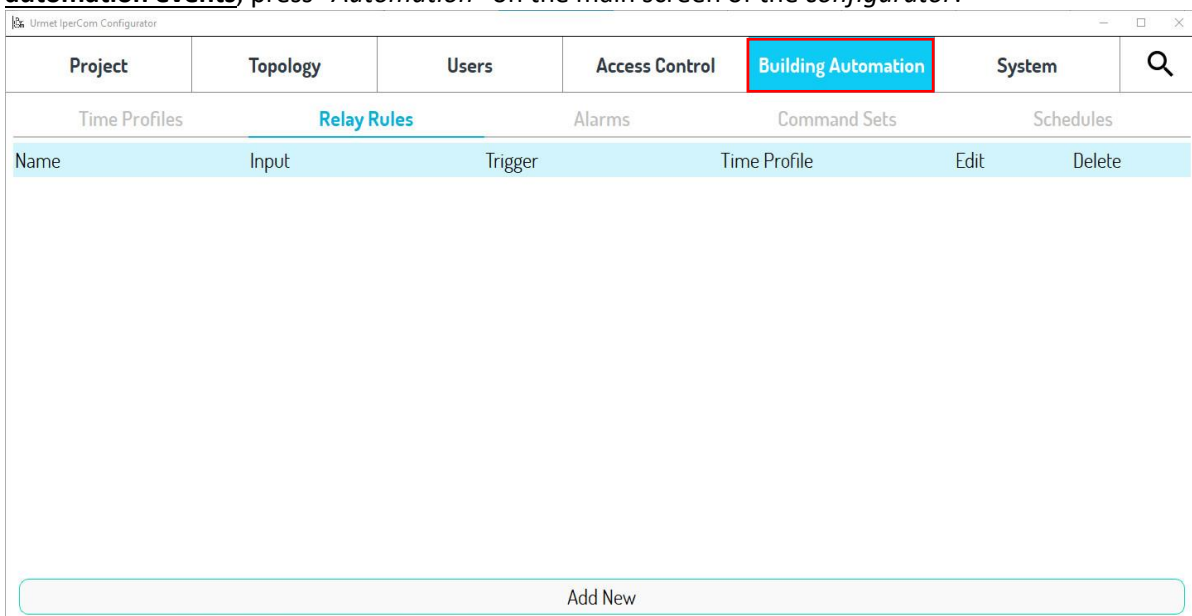 automation events, press "Automation" on the main screen of the configurator.
Urmet IperCom Configurator
Project Topology Users Access Control Building Automation System
Time Profiles Relay Rules Alarms Command Sets Schedules
Name Input Trigger Time Profile Edit Delete
Add New